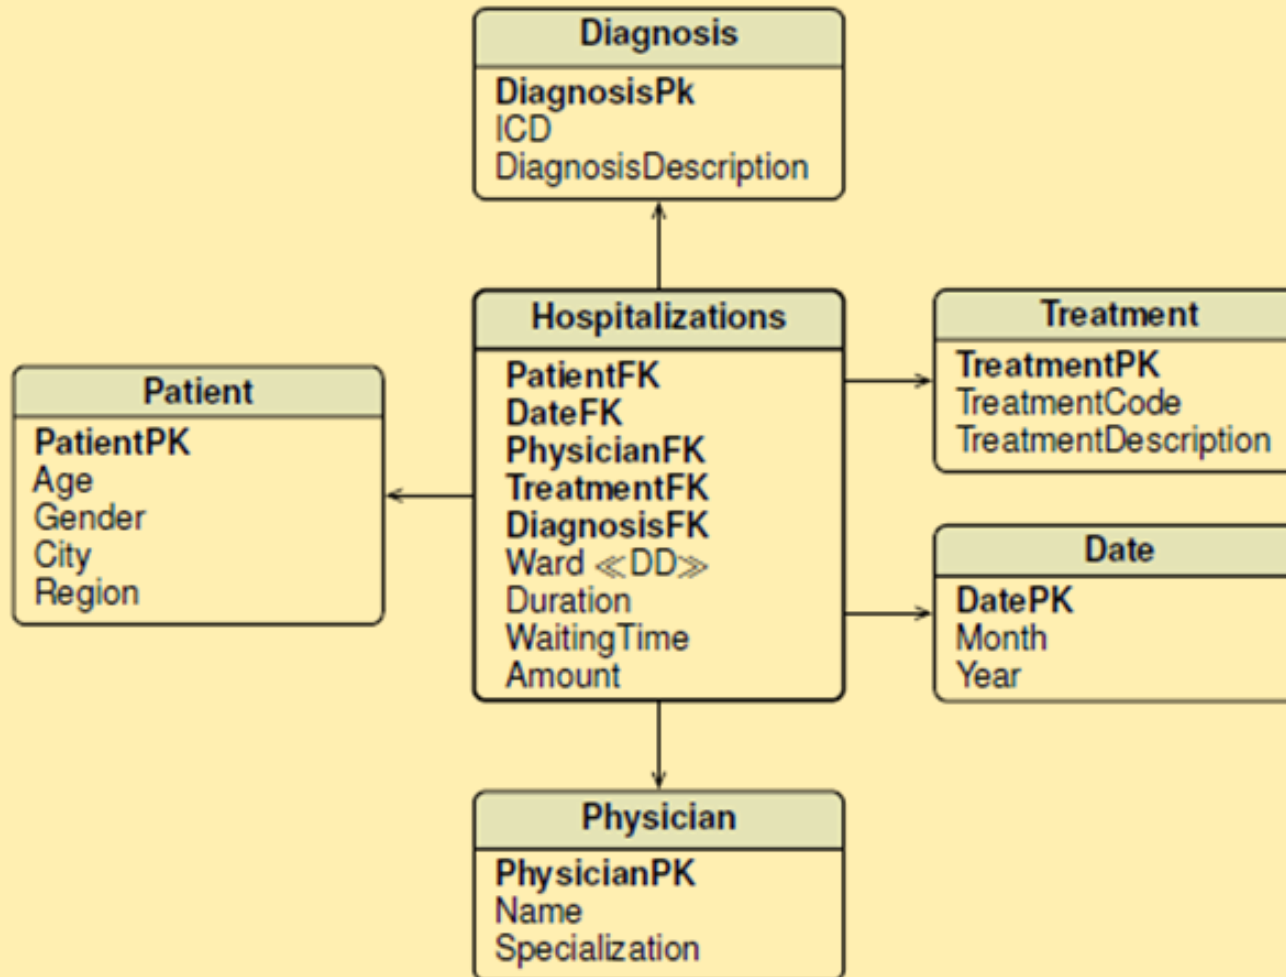 Diagnosis
DiagnosisPk
ICD
DiagnosisDescription
Hospitalizations
PatientFK
DateFK
PhysicianFK
TreatmentFK
DiagnosisFK
Ward ≪DD≫
Duration
WaitingTime
Amount
Treatment
TreatmentPK
TreatmentCode
TreatmentDescription
Patient
PatientPK
Age
Gender
City
Region
Date
DatePK
Month
Year
Physician
PhysicianPK
Name
Specialization